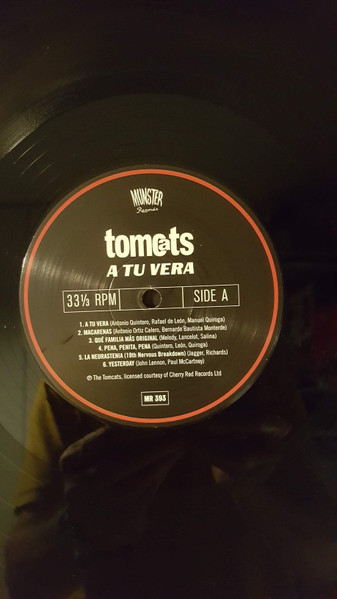 MUNSTER
Records
tomcats
A TU VERA
33⅓ RPM
SIDE A
1. A TU VERA (Antonio Quintero, Rafael de León, Manuel Quiroga)
2. MACARENAS (Antonio Ortiz Calero, Bernardo Bautista Monterde)
3. QUÉ FAMILIA MÁS ORIGINAL (Melody, Lancelot, Salina)
4. PENA, PENITA, PENA (Quintero, León, Quiroga)
5. LA NEURASTENIA (19th Nervous Breakdown) (Jagger, Richards)
6. YESTERDAY (John Lennon, Paul McCartney)
℗ The Tomcats, licensed courtesy of Cherry Red Records Ltd
MR 393